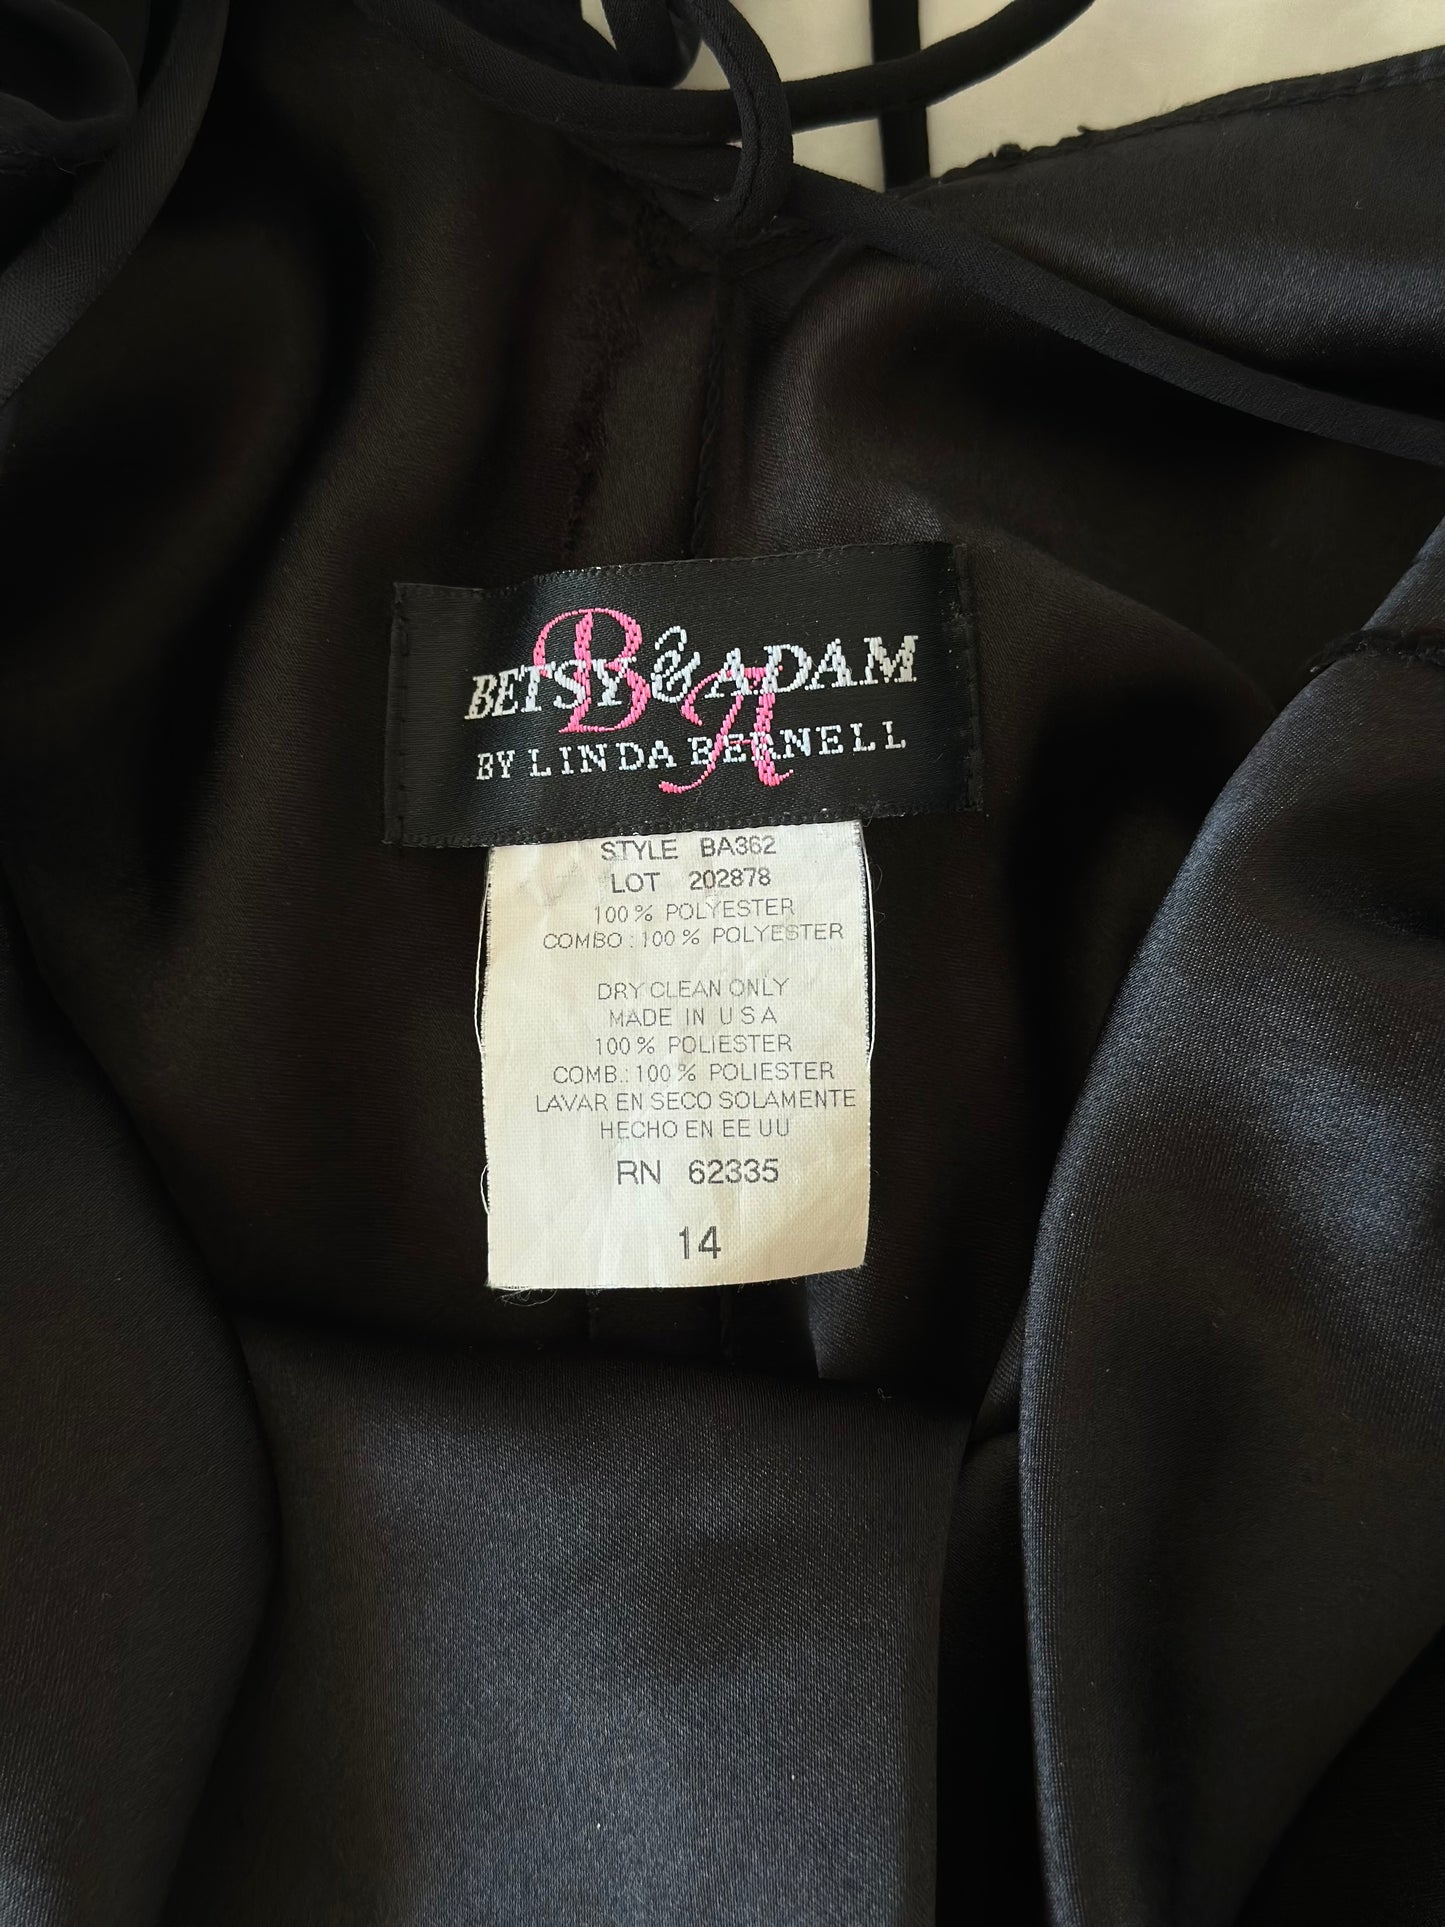 BA
BETSY & ADAM
BY LINDA BERNELL
STYLE BA362
LOT 202878
100% POLYESTER
COMBO: 100% POLYESTER
DRY CLEAN ONLY
MADE IN U S A
100% POLIESTER
COMB.: 100% POLIESTER
LAVAR EN SECO SOLAMENTE
HECHO EN EE UU
RN 62335
14